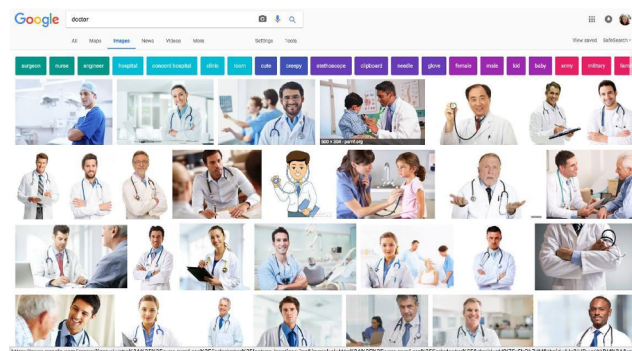 Google doctor
All Maps Images News Videos More Settings Tools View saved SafeSearch
surgeon nurse engineer hospital concord hospital clinic team cute creepy stethoscope clipboard needle glove female male kid baby army military